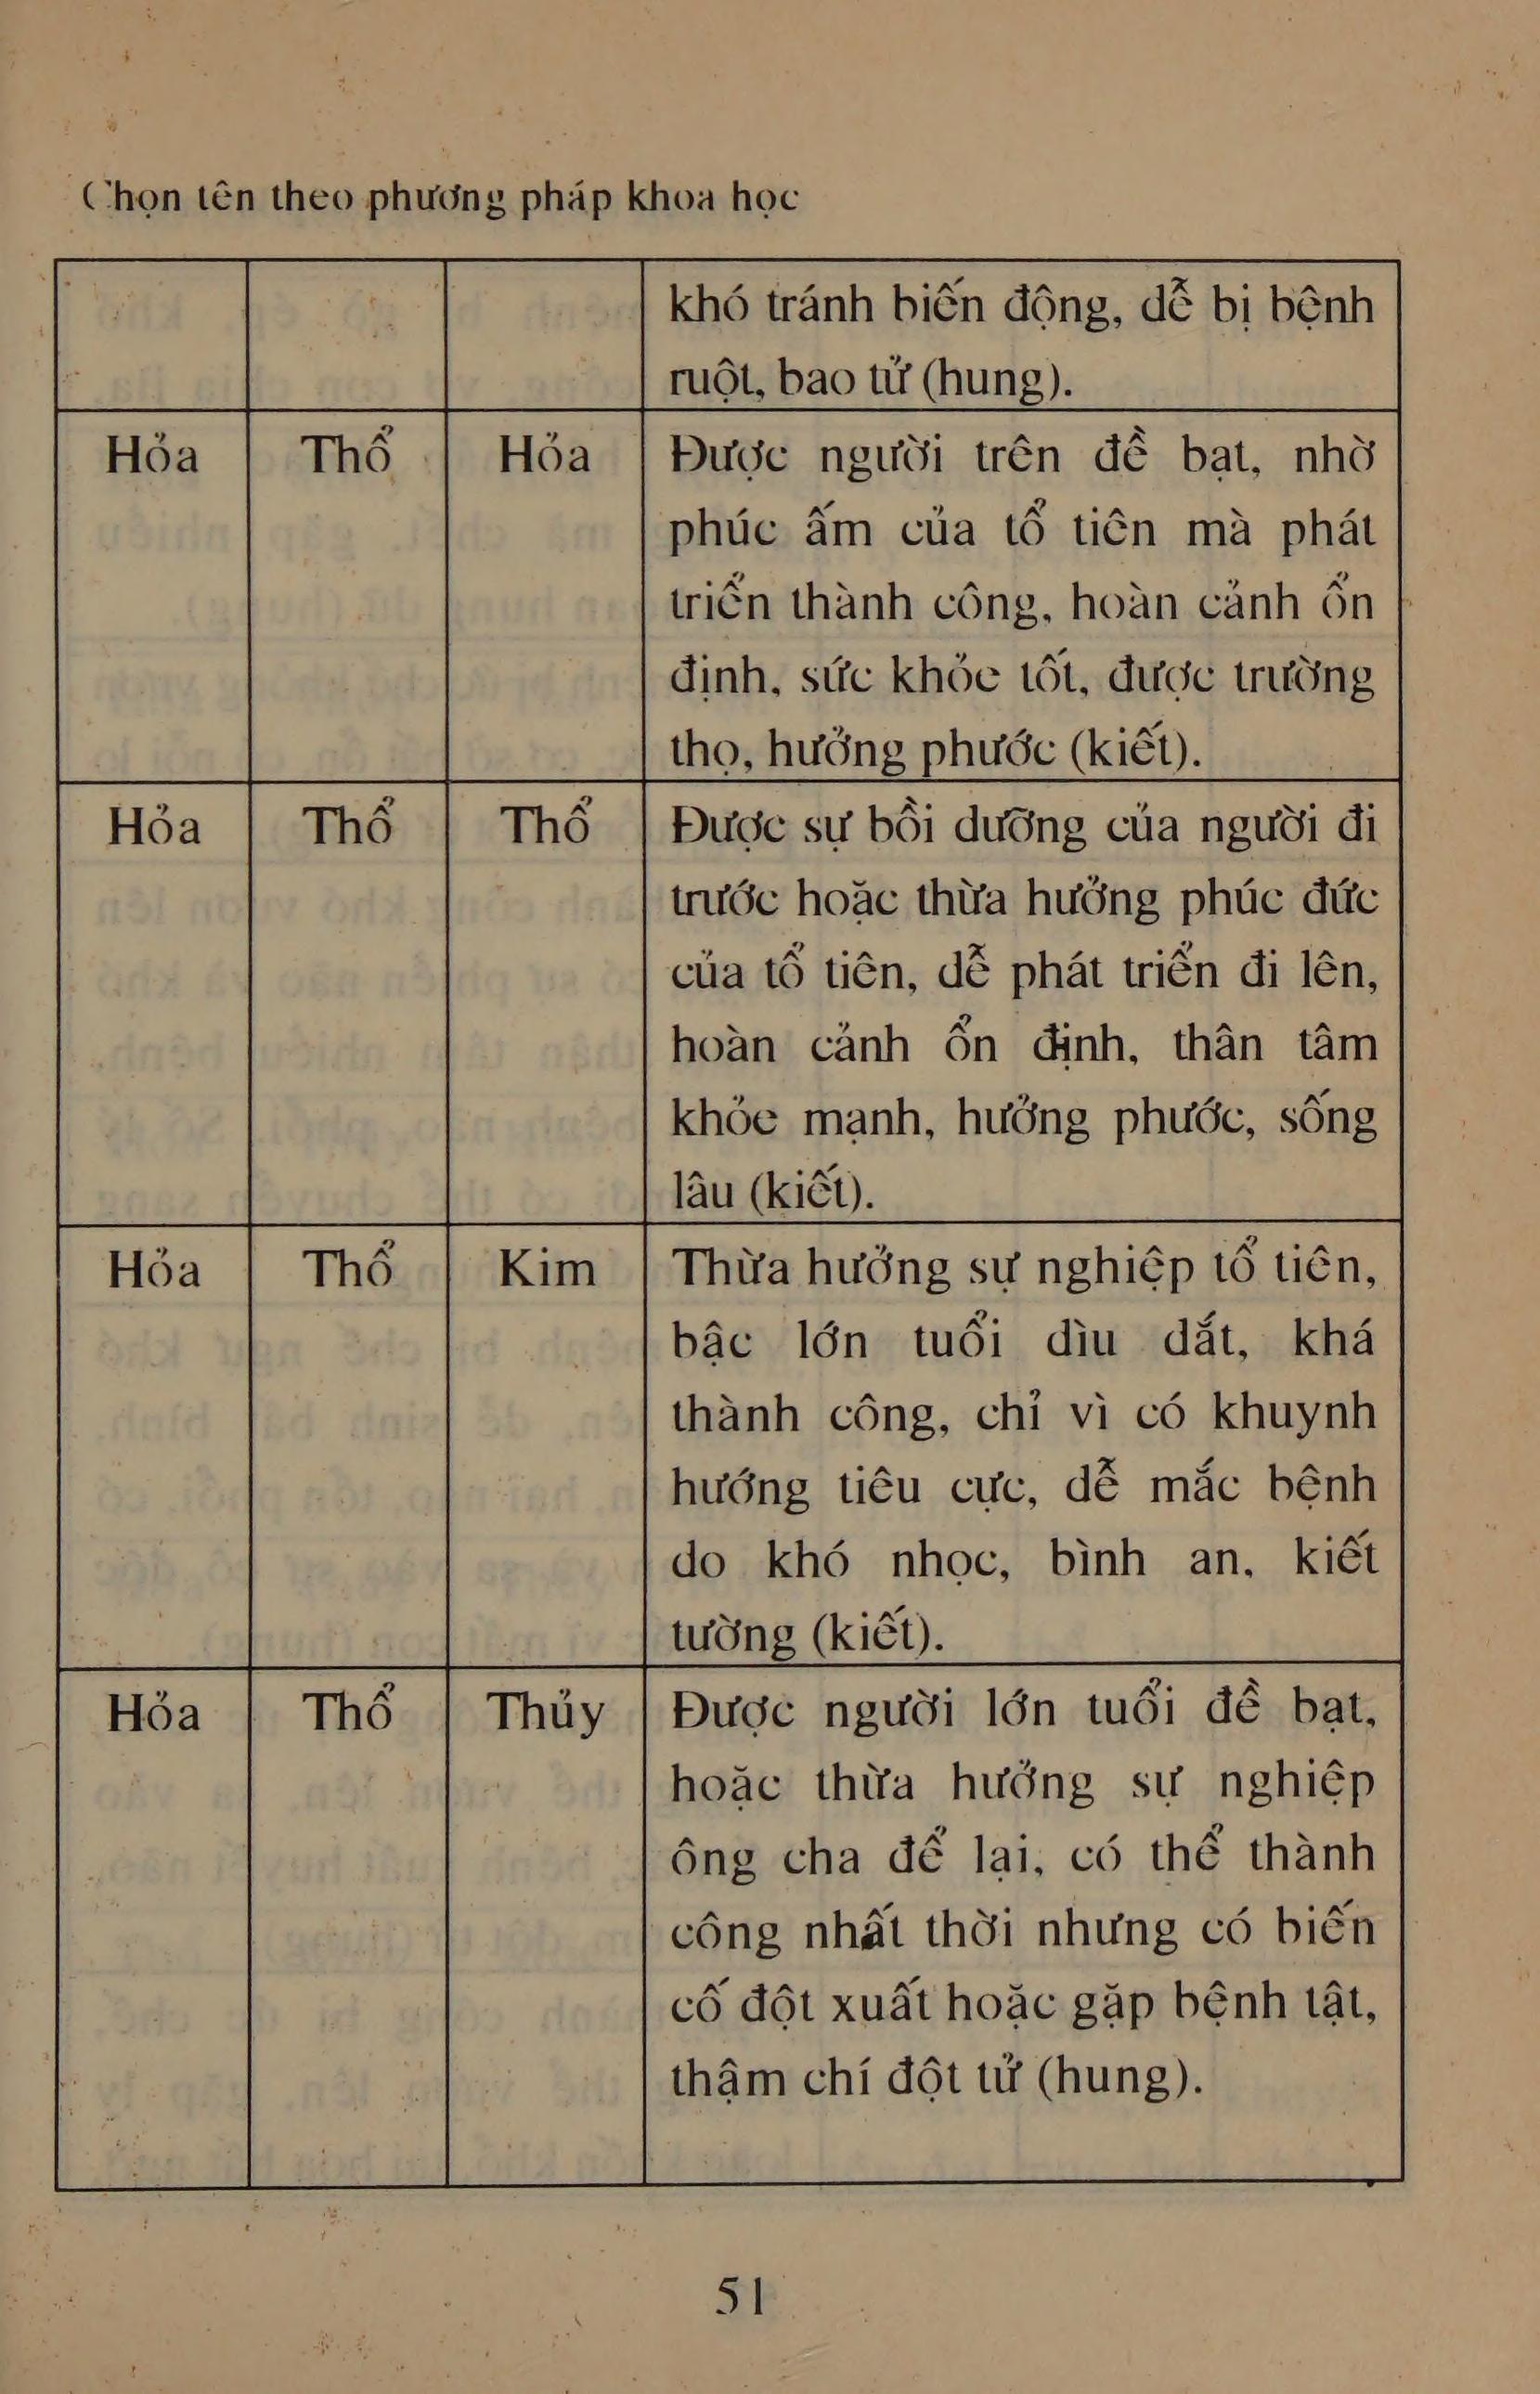 Chọn tên theo phương pháp khoa học
khó tránh biến động, dễ bị bệnh
ruột, bao tử (hung).
Hỏa Thổ Hỏa Được người trên đề bạt, nhờ
phúc ấm của tổ tiên mà phát
triển thành công, hoàn cảnh ổn
định, sức khỏe tốt, được trường
thọ, hưởng phước (kiết).
Hỏa Thổ Thổ Được sự bồi dưỡng của người đi
trước hoặc thừa hưởng phúc đức
của tổ tiên, dễ phát triển đi lên,
hoàn cảnh ổn định, thân tâm
khỏe mạnh, hưởng phước, sống
lâu (kiết).
Hỏa Thổ Kim Thừa hưởng sự nghiệp tổ tiên,
bậc lớn tuổi dìu dắt, khá
thành công, chỉ vì có khuynh
hướng tiêu cực, dễ mắc bệnh
do khó nhọc, bình an, kiết
tường (kiết).
Hỏa Thổ Thủy Được người lớn tuổi đề bạt,
hoặc thừa hưởng sự nghiệp
ông cha để lại, có thể thành
công nhất thời nhưng có biến
cố đột xuất hoặc gặp bệnh tật,
thậm chí đột tử (hung).
51